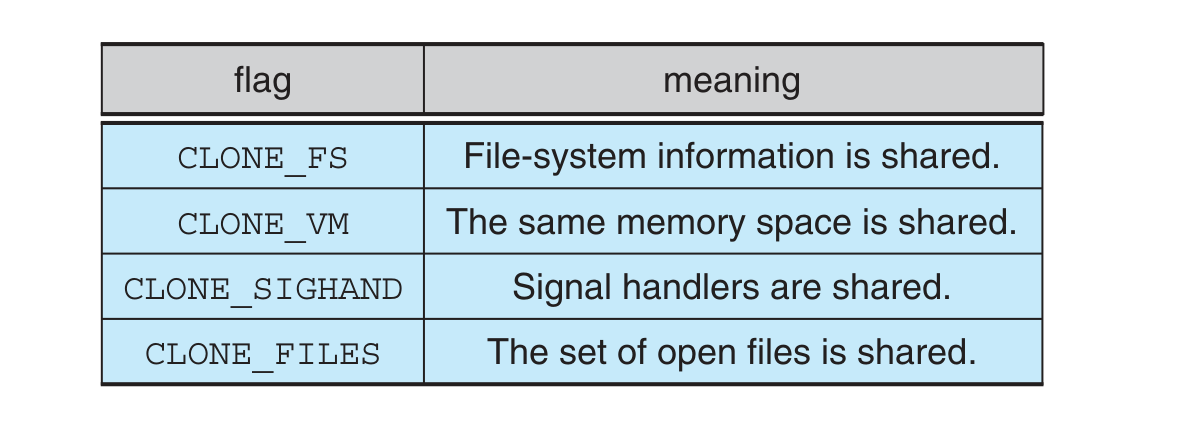 flag meaning
CLONE_FS File-system information is shared.
CLONE_VM The same memory space is shared.
CLONE_SIGHAND Signal handlers are shared.
CLONE_FILES The set of open files is shared.